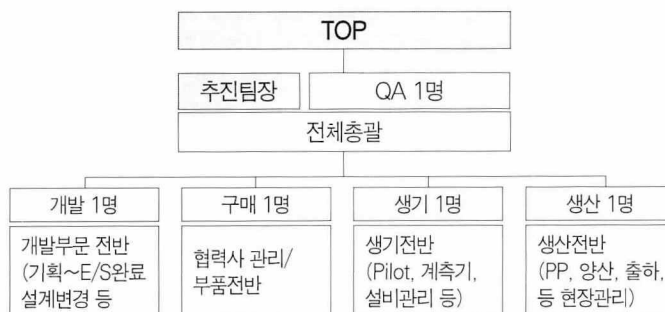 TOP
추진팀장
QA 1명
전체총괄
개발 1명
구매 1명
생기 1명
생산 1명
개발부문 전반
(기획~E/S완료
설계변경 등
협력사 관리/
부품전반
생기전반
(Pilot, 계측기,
설비관리 등)
생산전반
(PP, 양산, 출하,
등 현장관리)